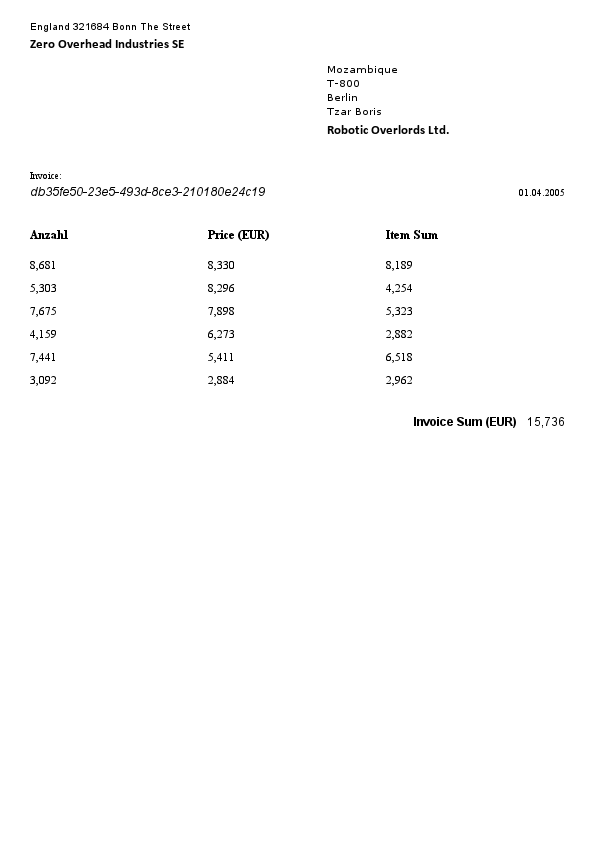 England 321684 Bonn The Street
Zero Overhead Industries SE
Mozambique
T-800
Berlin
Tzar Boris
Robotic Overlords Ltd.
Invoice:
db35fe50-23e5-493d-8ce3-210180e24c19 01.04.2005
Anzahl Price (EUR) Item Sum
8,681 8,330 8,189
5,303 8,296 4,254
7,675 7,898 5,323
4,159 6,273 2,882
7,441 5,411 6,518
3,092 2,884 2,962
Invoice Sum (EUR) 15,736